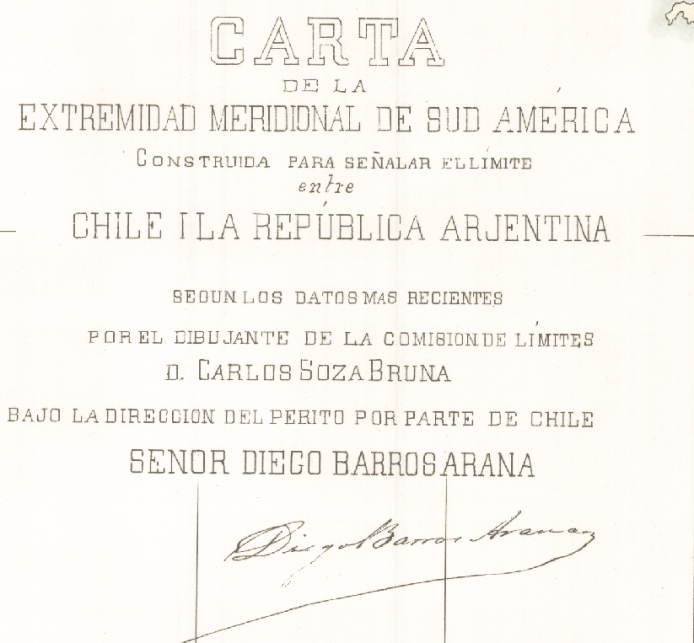 CARTA
DE LA
EXTREMIDAD MERIDIONAL DE SUD AMÉRICA
CONSTRUIDA PARA SEÑALAR EL LÍMITE
entre
CHILE I LA REPÚBLICA ARJENTINA
SEGUN LOS DATOS MAS RECIENTES
POR EL DIBUJANTE DE LA COMISION DE LÍMITES
D. CARLOS SOZA BRUNA
BAJO LA DIRECCION DEL PERITO POR PARTE DE CHILE
SENOR DIEGO BARROS ARANA
Diego Barros Arana